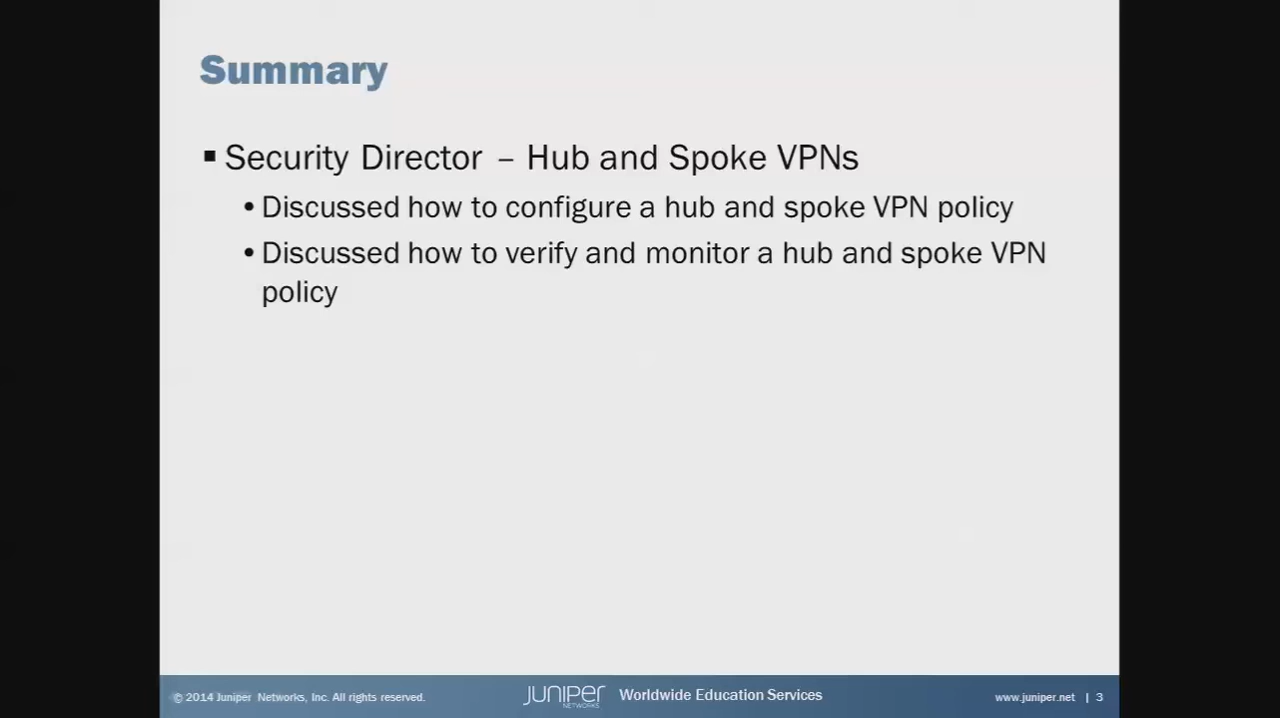 Summary
▪ Security Director – Hub and Spoke VPNs
• Discussed how to configure a hub and spoke VPN policy
• Discussed how to verify and monitor a hub and spoke VPN
policy
© 2014 Juniper Networks, Inc. All rights reserved.
JUNIPER
NETWORKS
Worldwide Education Services
www.juniper.net | 3